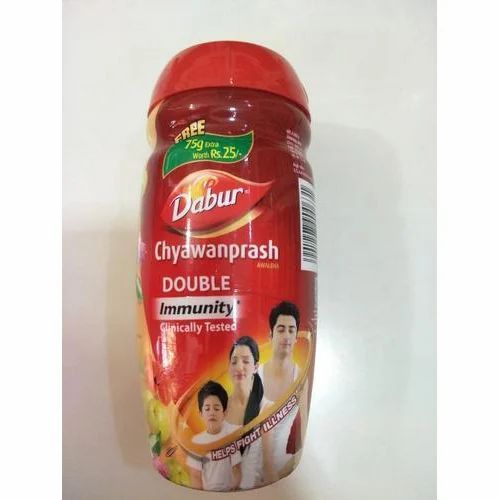 FREE
75g Extra
Worth Rs.25/-
Dabur
Chyawanprash
AWALEHA
DOUBLE
Immunity*
Clinically Tested
HELPS FIGHT ILLNESS